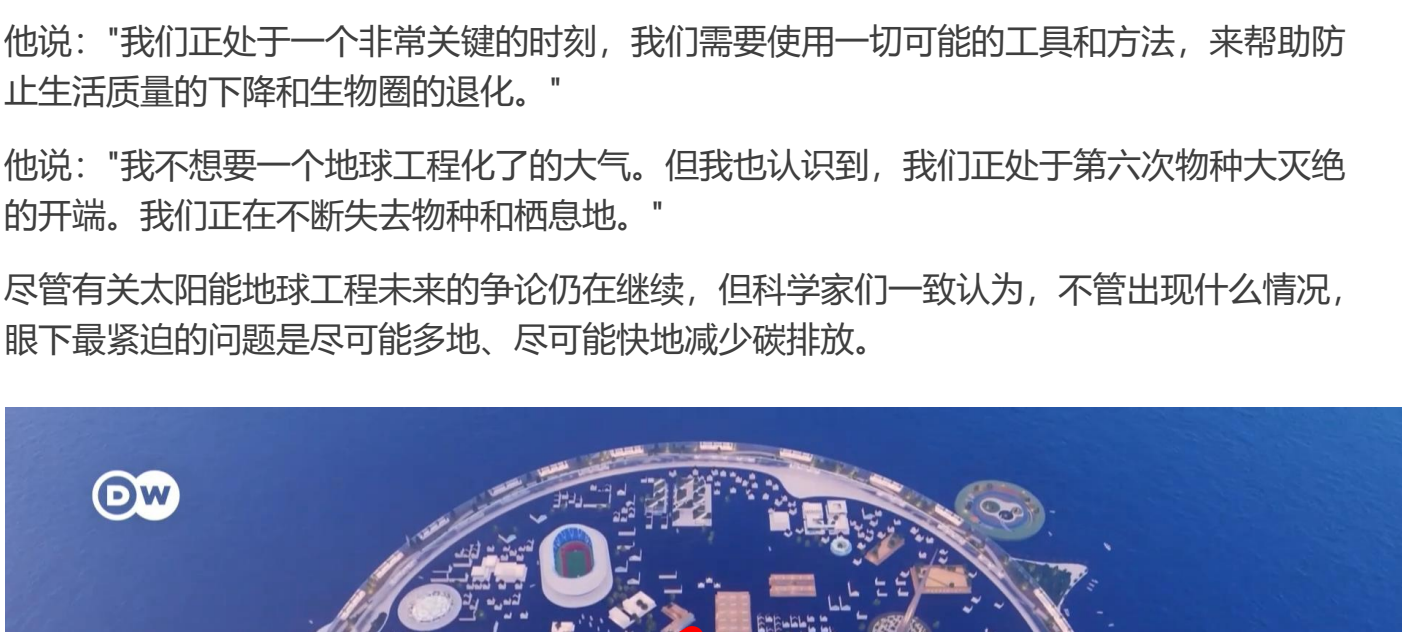 他说："我们正处于一个非常关键的时刻，我们需要使用一切可能的工具和方法，来帮助防
止生活质量的下降和生物圈的退化。"
他说："我不想要一个地球工程化了的大气。但我也认识到，我们正处于第六次物种大灭绝
的开端。我们正在不断失去物种和栖息地。"
尽管有关太阳能地球工程未来的争论仍在继续，但科学家们一致认为，不管出现什么情况，
眼下最紧迫的问题是尽可能多地、尽可能快地减少碳排放。
DW